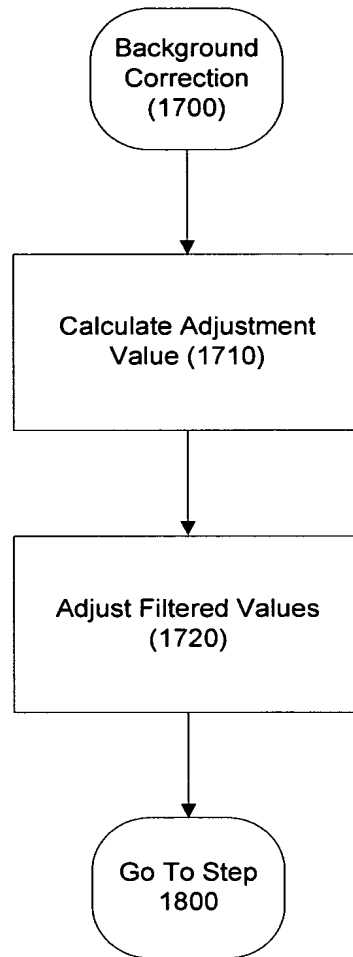 Background
Correction
(1700)
Calculate Adjustment
Value (1710)
Adjust Filtered Values
(1720)
Go To Step
1800